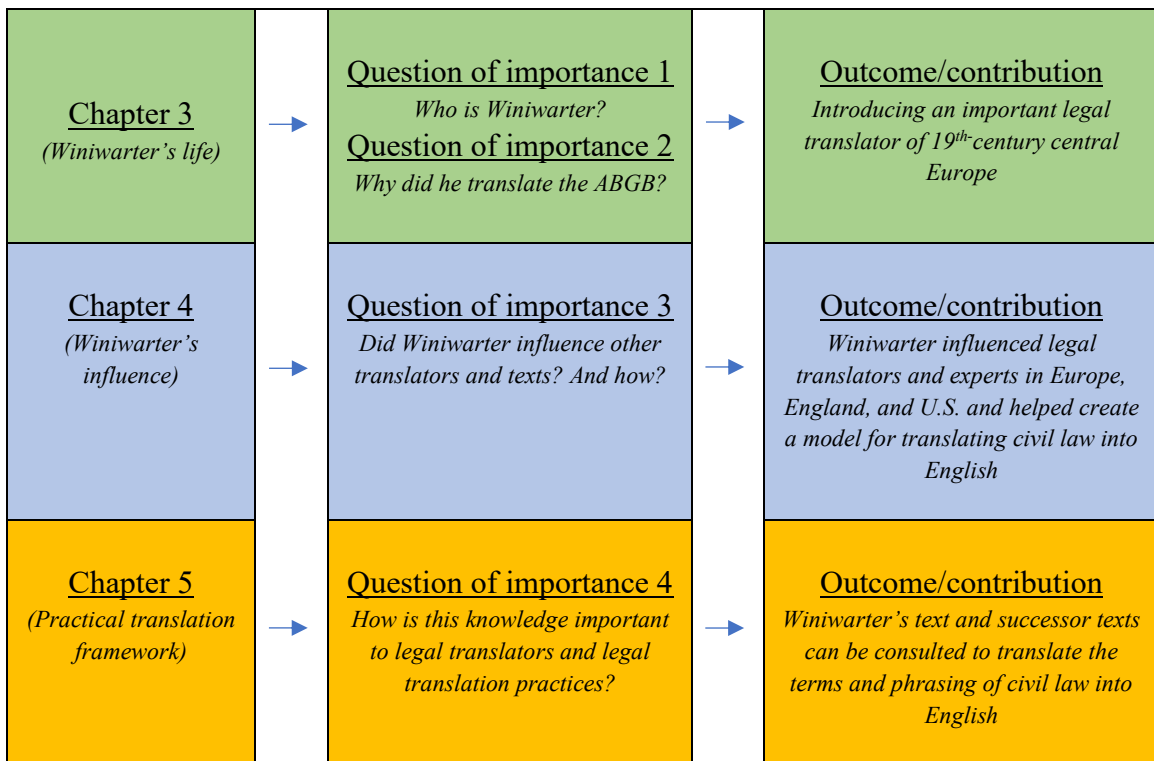 Chapter 3
(Winiwarter's life)
Question of importance 1
Who is Winiwarter?
Question of importance 2
Why did he translate the ABGB?
Outcome/contribution
Introducing an important legal
translator of 19th-century central
Europe
Chapter 4
(Winiwarter's
influence)
Question of importance 3
Did Winiwarter influence other
translators and texts? And how?
Outcome/contribution
Winiwarter influenced legal
translators and experts in Europe,
England, and U.S. and helped create
a model for translating civil law into
English
Chapter 5
(Practical translation
framework)
Question of importance 4
How is this knowledge important
to legal translators and legal
translation practices?
Outcome/contribution
Winiwarter's text and successor texts
can be consulted to translate the
terms and phrasing of civil law into
English